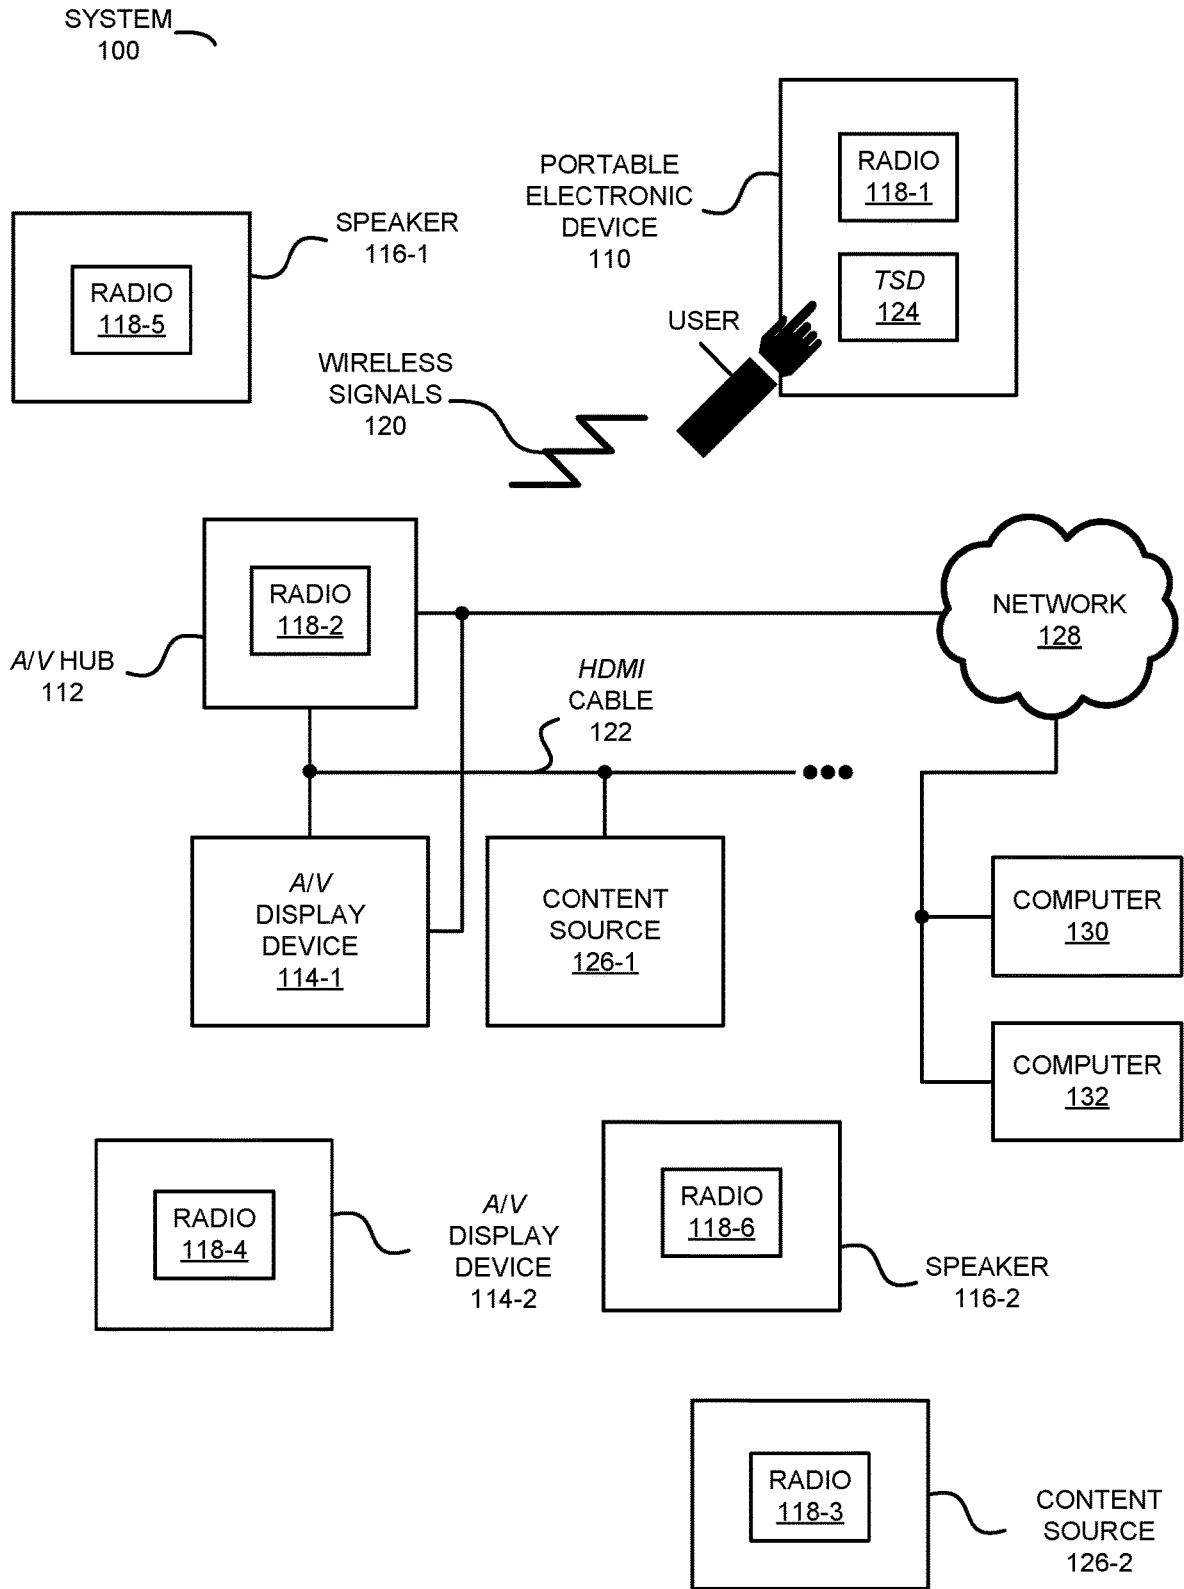 SYSTEM
100
PORTABLE
ELECTRONIC
DEVICE
110
RADIO
118-1
TSD
124
USER
SPEAKER
116-1
RADIO
118-5
WIRELESS
SIGNALS
120
RADIO
118-2
A/V HUB
112
HDMI
CABLE
122
NETWORK
128
A/V
DISPLAY
DEVICE
114-1
CONTENT
SOURCE
126-1
COMPUTER
130
COMPUTER
132
RADIO
118-4
A/V
DISPLAY
DEVICE
114-2
RADIO
118-6
SPEAKER
116-2
RADIO
118-3
CONTENT
SOURCE
126-2